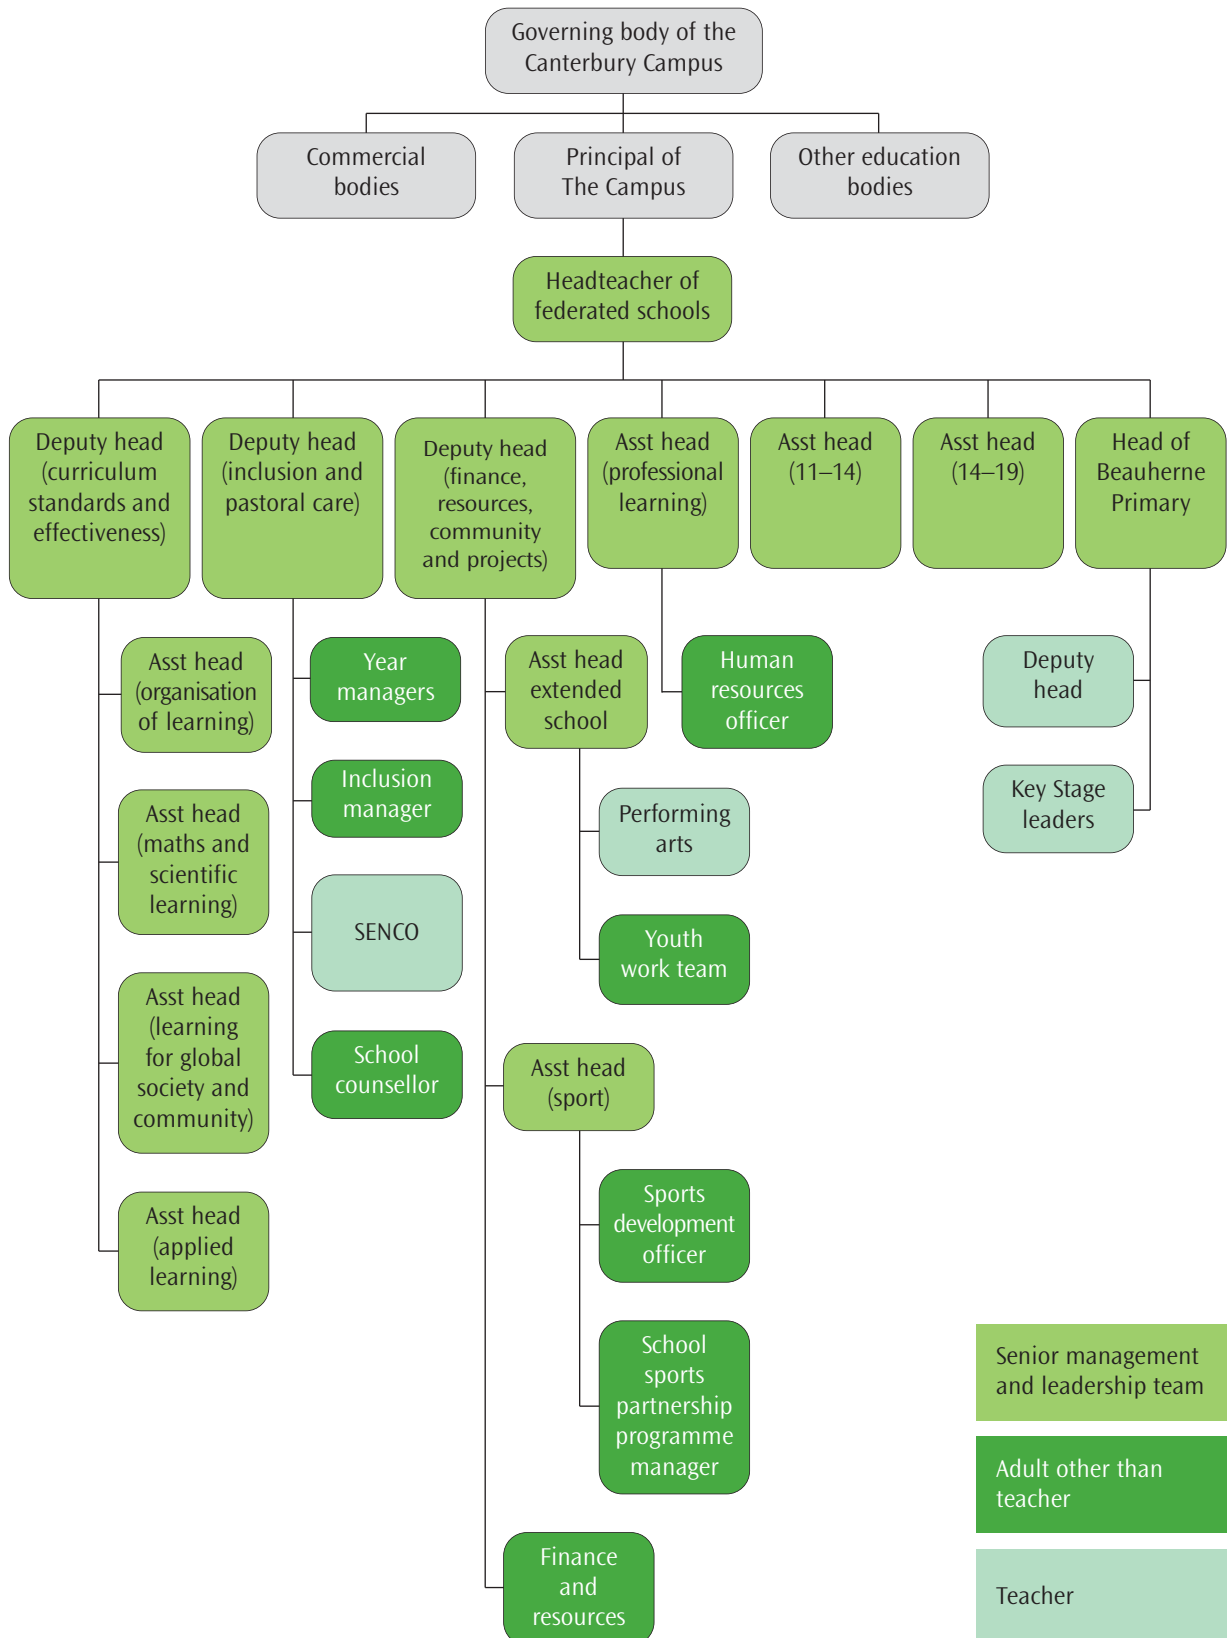 Governing body of the
Canterbury Campus
Commercial
bodies
Principal of
The Campus
Other education
bodies
Headteacher of
federated schools
Deputy head
(curriculum
standards and
effectiveness)
Deputy head
(inclusion and
pastoral care)
Deputy head
(finance,
resources,
community
and projects)
Asst head
(professional
learning)
Asst head
(11–14)
Asst head
(14–19)
Head of
Beauherne
Primary
Asst head
(organisation
of learning)
Asst head
(maths and
scientific
learning)
Asst head
(learning
for global
society and
community)
Asst head
(applied
learning)
Year
managers
Inclusion
manager
SENCO
School
counsellor
Asst head
extended
school
Performing
arts
Youth
work team
Asst head
(sport)
Sports
development
officer
School
sports
partnership
programme
manager
Finance
and
resources
Human
resources
officer
Deputy
head
Key Stage
leaders
Senior management
and leadership team
Adult other than
teacher
Teacher